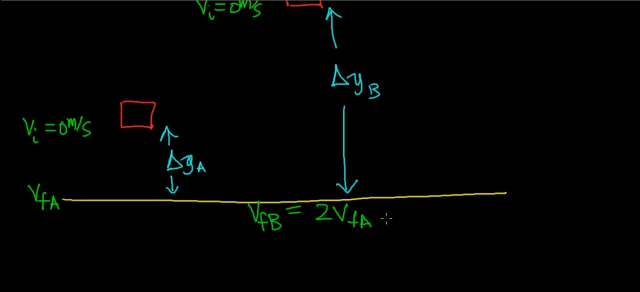 Vᵢ = 0 m/s
Δy_B
Vᵢ = 0 m/s
Δy_A
V_fA
V_fB = 2V_fA